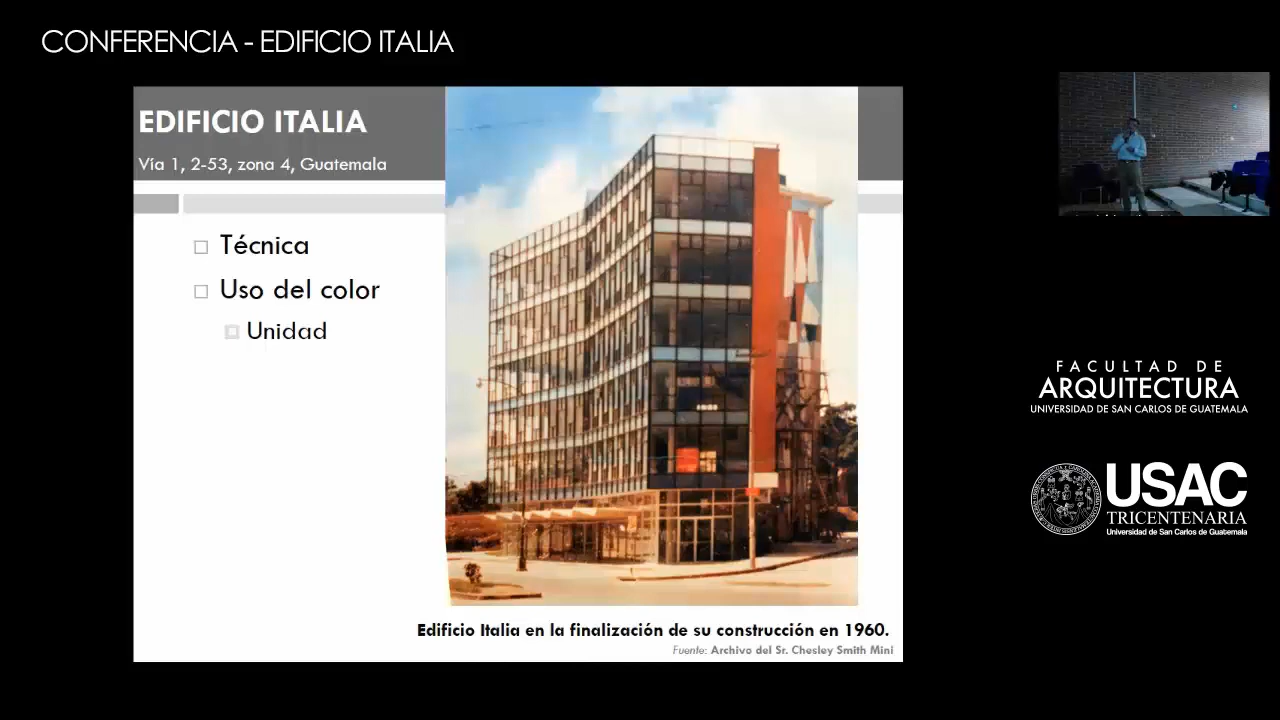 CONFERENCIA - EDIFICIO ITALIA
EDIFICIO ITALIA
Vía 1, 2-53, zona 4, Guatemala
Técnica
Uso del color
Unidad
Edificio Italia en la finalización de su construcción en 1960.
Fuente: Archivo del Sr. Chesley Smith Mini
FACULTAD DE
ARQUITECTURA
UNIVERSIDAD DE SAN CARLOS DE GUATEMALA
USAC
TRICENTENARIA
Universidad de San Carlos de Guatemala